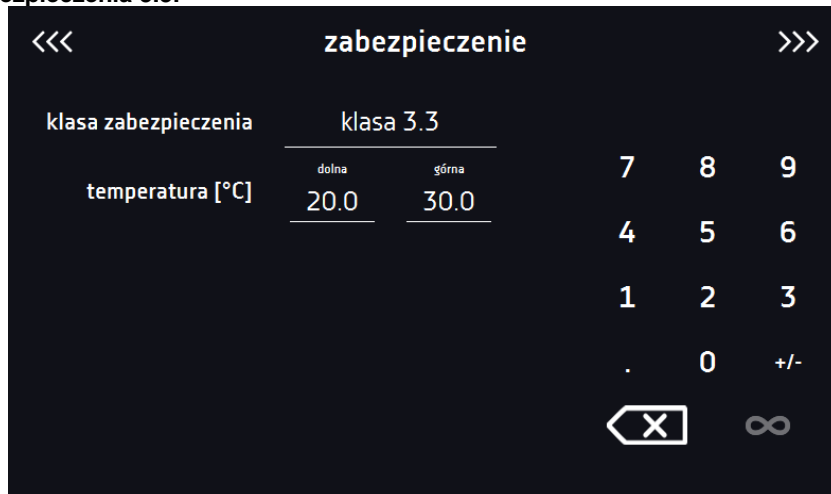 <<< zabezpieczenie >>>
klasa zabezpieczenia klasa 3.3
dolna górna
temperatura [°C] 20.0 30.0
7 8 9
4 5 6
1 2 3
. 0 +/-
X ∞